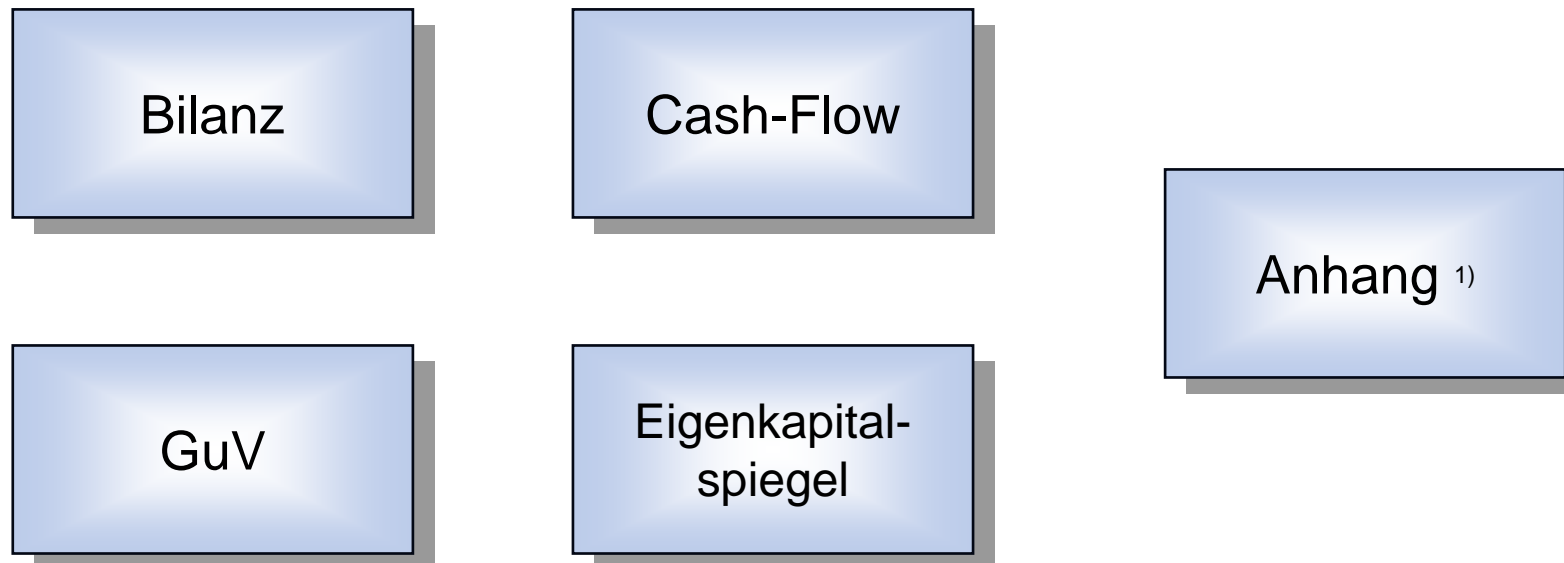 Bilanz
Cash-Flow
Anhang 1)
GuV
Eigenkapital-
spiegel